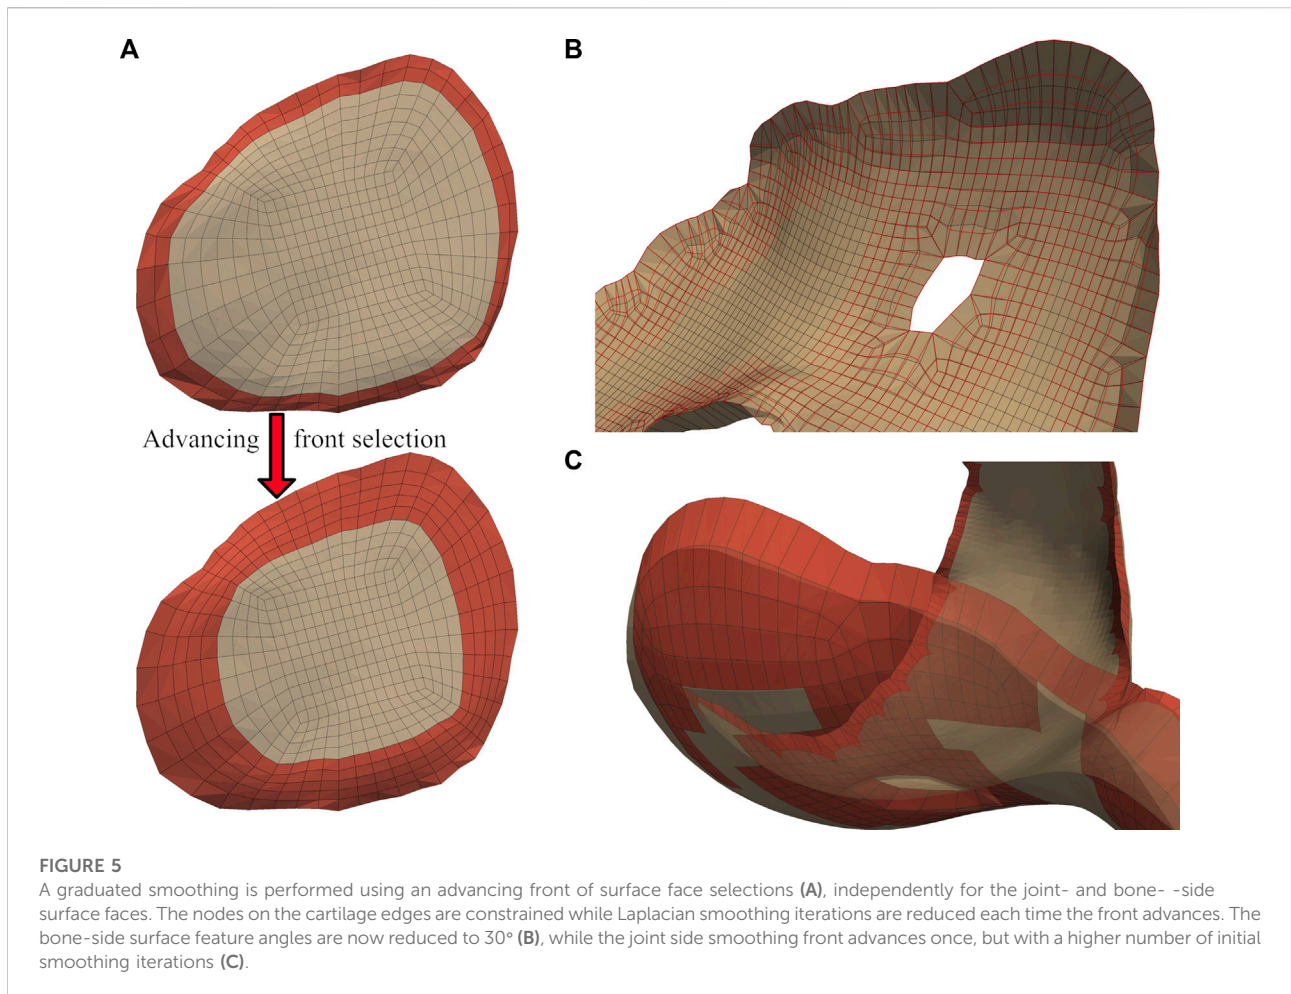 A
B
Advancing front selection
C
FIGURE 5
A graduated smoothing is performed using an advancing front of surface face selections (A), independently for the joint- and bone- -side
surface faces. The nodes on the cartilage edges are constrained while Laplacian smoothing iterations are reduced each time the front advances. The
bone-side surface feature angles are now reduced to 30° (B), while the joint side smoothing front advances once, but with a higher number of initial
smoothing iterations (C).